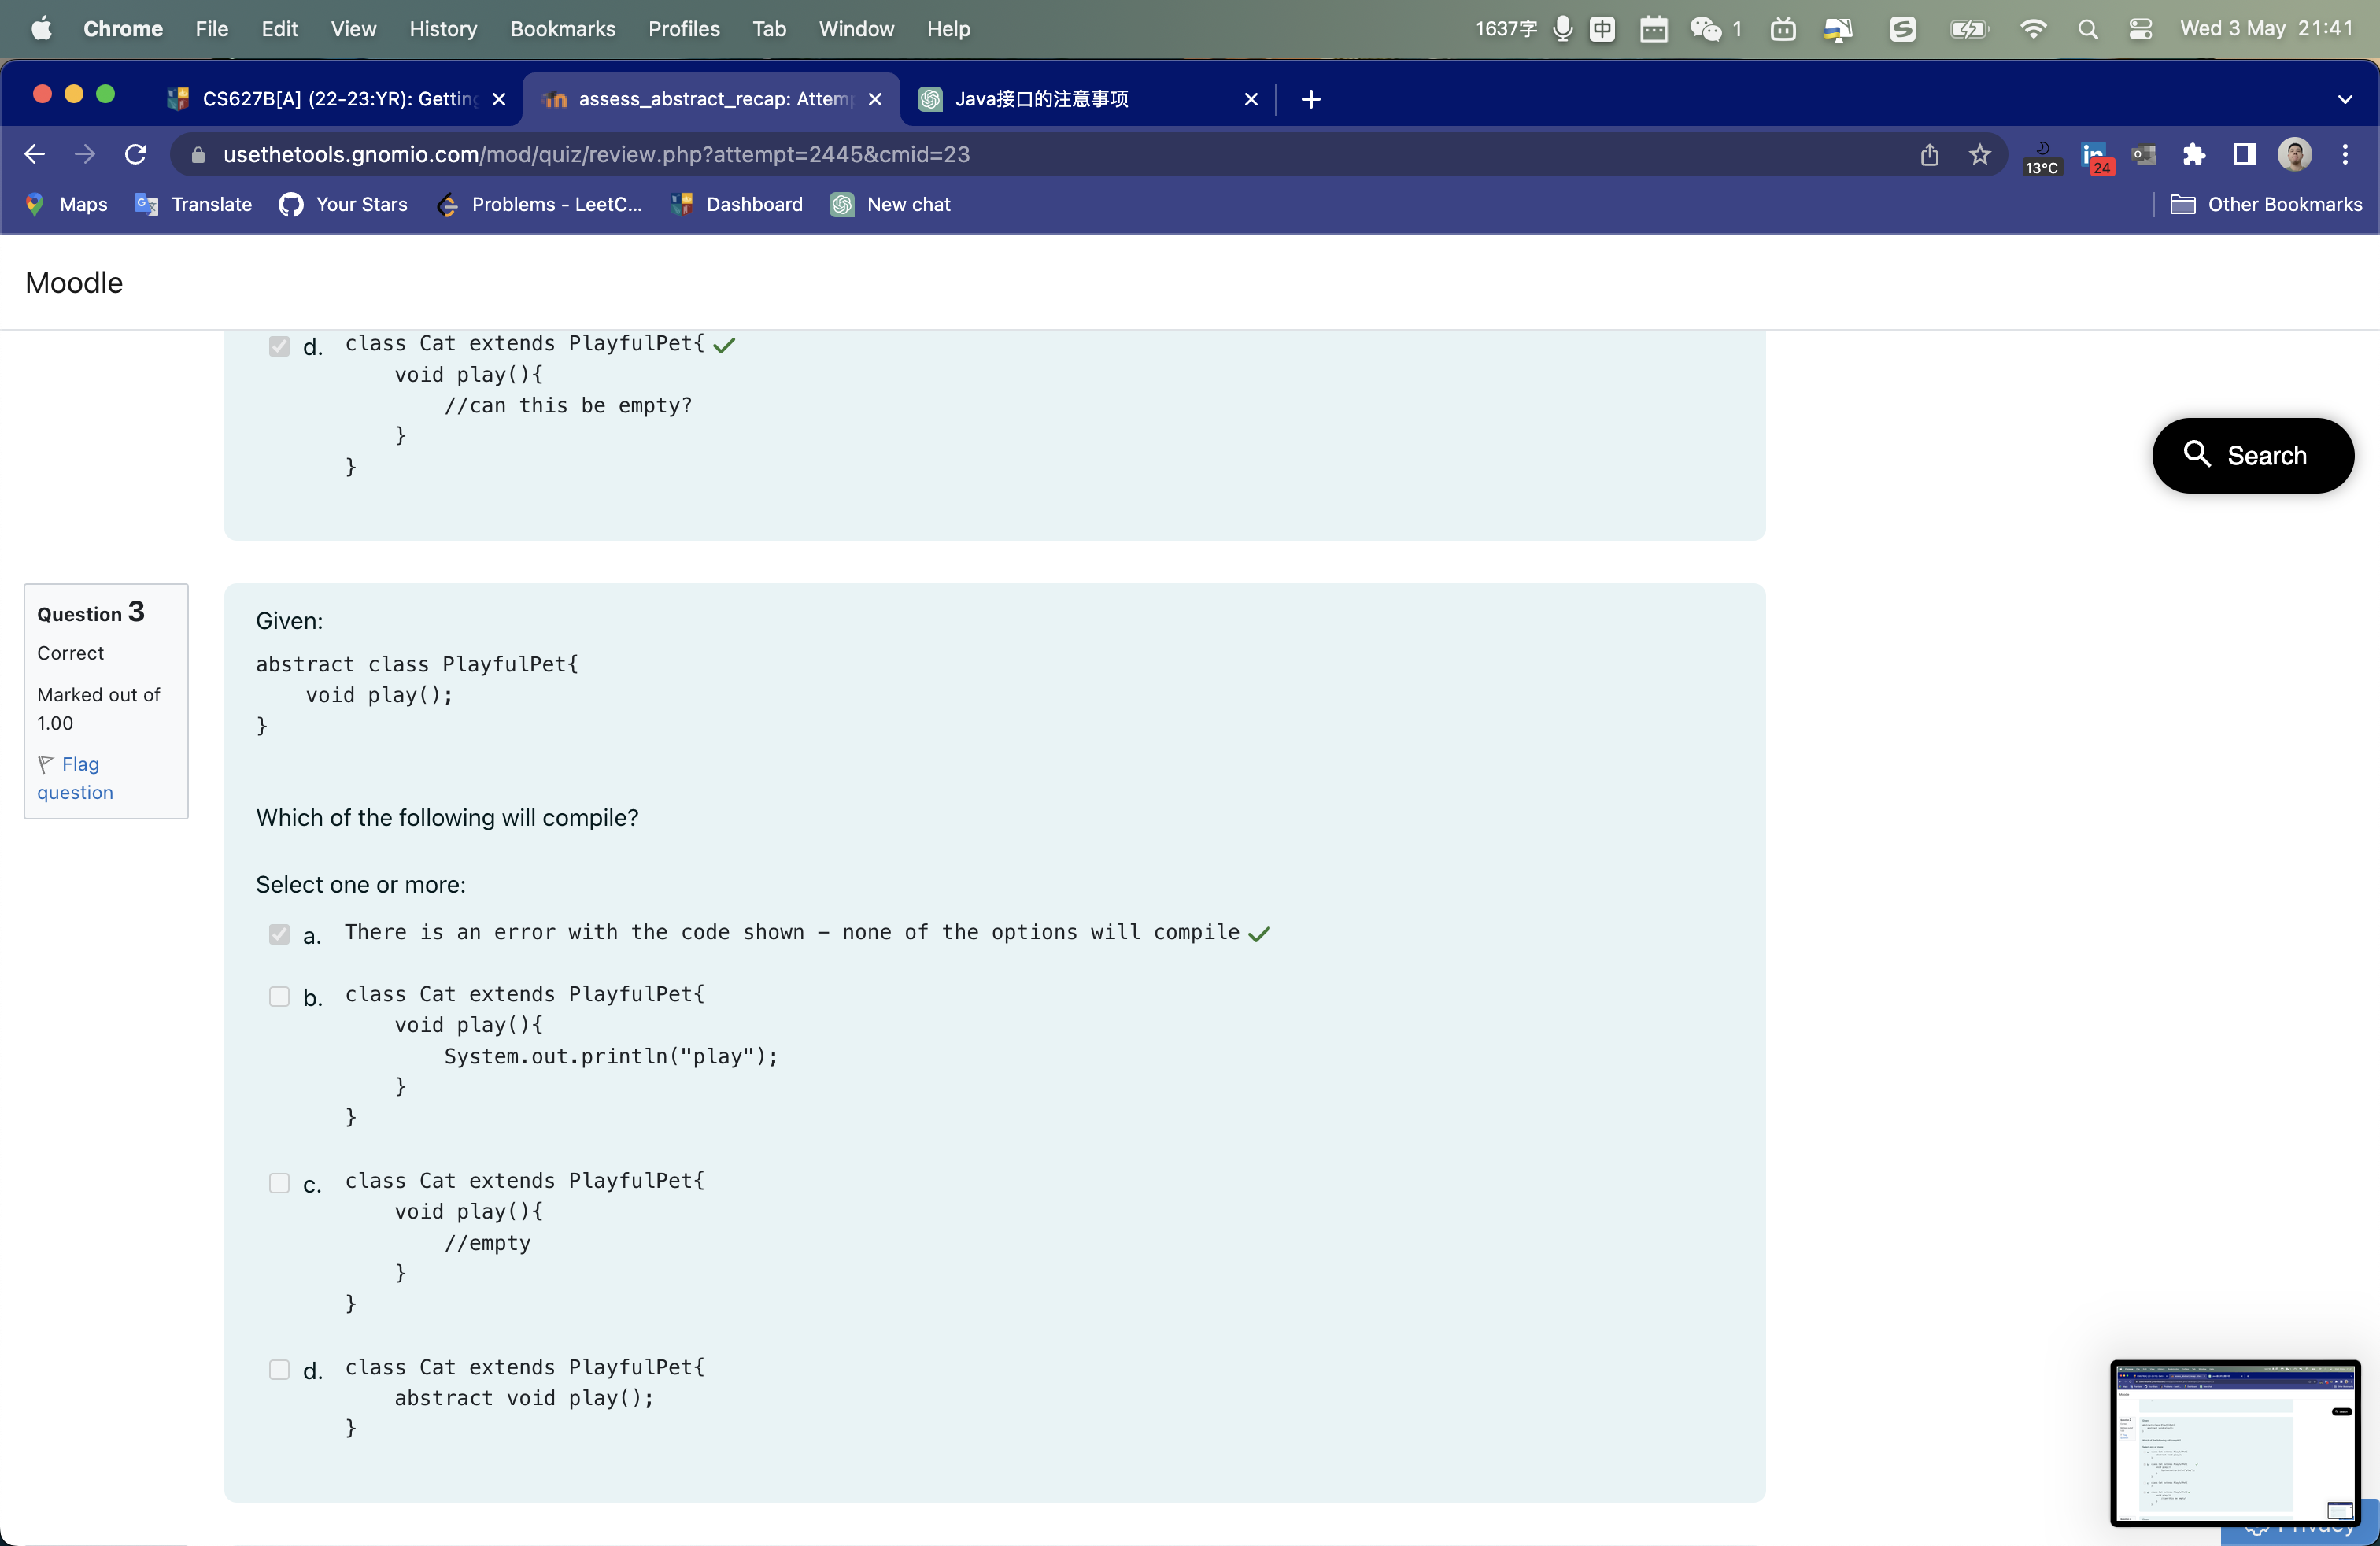 Chrome File Edit View History Bookmarks Profiles Tab Window Help 1637字 中 1 Wed 3 May 21:41
CS627B[A] (22-23:YR): Getting assess_abstract_recap: Attem Java接口的注意事项
usethetools.gnomio.com/mod/quiz/review.php?attempt=2445&cmid=23 13°C in 24
Maps Translate Your Stars Problems - LeetC... Dashboard New chat Other Bookmarks
Moodle
d. class Cat extends PlayfulPet{
void play(){
//can this be empty?
}
}
Search
Question 3
Correct
Marked out of
1.00
Flag
question
Given:
abstract class PlayfulPet{
void play();
}
Which of the following will compile?
Select one or more:
a. There is an error with the code shown – none of the options will compile
b. class Cat extends PlayfulPet{
void play(){
System.out.println("play");
}
}
c. class Cat extends PlayfulPet{
void play(){
//empty
}
}
d. class Cat extends PlayfulPet{
abstract void play();
}
Privacy